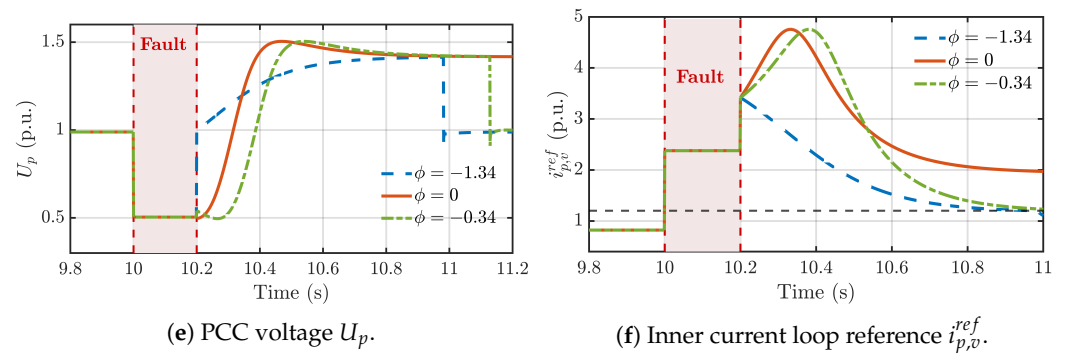 1.5
1
0.5
U_p (p.u.)
Fault
ϕ = −1.34
ϕ = 0
ϕ = −0.34
9.8 10 10.2 10.4 10.6 10.8 11 11.2
Time (s)
(e) PCC voltage U_p.
5
4
3
2
1
i_{p,v}^{ref} (p.u.)
Fault
ϕ = −1.34
ϕ = 0
ϕ = −0.34
9.8 10 10.2 10.4 10.6 10.8 11
Time (s)
(f) Inner current loop reference i_{p,v}^{ref}.